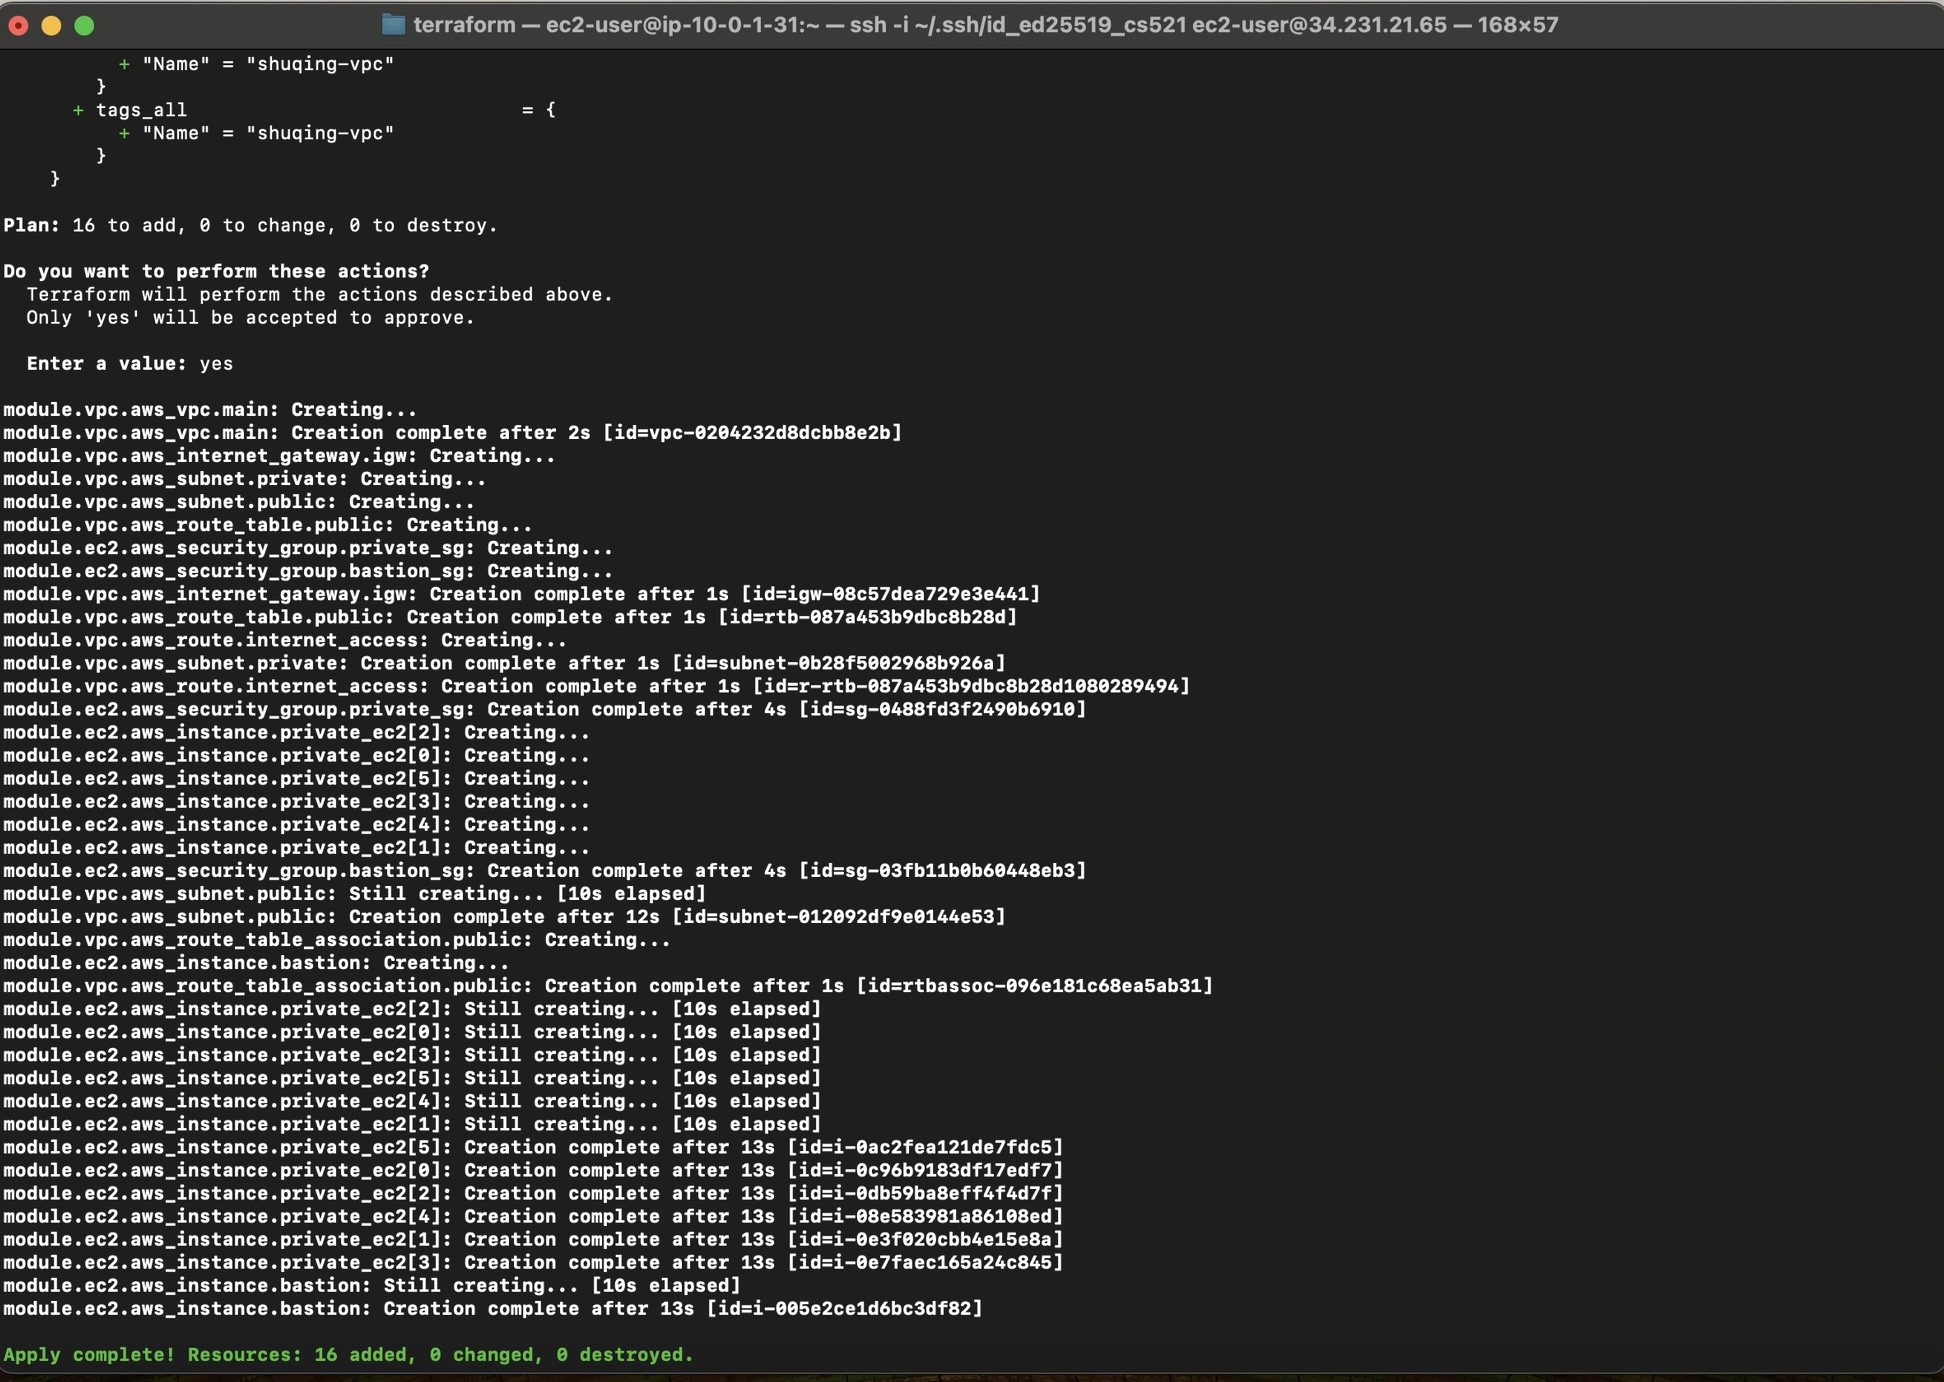 terraform — ec2-user@ip-10-0-1-31:~ — ssh -i ~/.ssh/id_ed25519_cs521 ec2-user@34.231.21.65 — 168×57
+ "Name" = "shuqing-vpc"
}
+ tags_all = {
+ "Name" = "shuqing-vpc"
}
}
Plan: 16 to add, 0 to change, 0 to destroy.
Do you want to perform these actions?
Terraform will perform the actions described above.
Only 'yes' will be accepted to approve.
Enter a value: yes
module.vpc.aws_vpc.main: Creating...
module.vpc.aws_vpc.main: Creation complete after 2s [id=vpc-0204232d8dcbb8e2b]
module.vpc.aws_internet_gateway.igw: Creating...
module.vpc.aws_subnet.private: Creating...
module.vpc.aws_subnet.public: Creating...
module.vpc.aws_route_table.public: Creating...
module.ec2.aws_security_group.private_sg: Creating...
module.ec2.aws_security_group.bastion_sg: Creating...
module.vpc.aws_internet_gateway.igw: Creation complete after 1s [id=igw-08c57dea729e3e441]
module.vpc.aws_route_table.public: Creation complete after 1s [id=rtb-087a453b9dbc8b28d]
module.vpc.aws_route.internet_access: Creating...
module.vpc.aws_subnet.private: Creation complete after 1s [id=subnet-0b28f5002968b926a]
module.vpc.aws_route.internet_access: Creation complete after 1s [id=r-rtb-087a453b9dbc8b28d1080289494]
module.ec2.aws_security_group.private_sg: Creation complete after 4s [id=sg-0488fd3f2490b6910]
module.ec2.aws_instance.private_ec2[2]: Creating...
module.ec2.aws_instance.private_ec2[0]: Creating...
module.ec2.aws_instance.private_ec2[5]: Creating...
module.ec2.aws_instance.private_ec2[3]: Creating...
module.ec2.aws_instance.private_ec2[4]: Creating...
module.ec2.aws_instance.private_ec2[1]: Creating...
module.ec2.aws_security_group.bastion_sg: Creation complete after 4s [id=sg-03fb11b0b60448eb3]
module.vpc.aws_subnet.public: Still creating... [10s elapsed]
module.vpc.aws_subnet.public: Creation complete after 12s [id=subnet-012092df9e0144e53]
module.vpc.aws_route_table_association.public: Creating...
module.ec2.aws_instance.bastion: Creating...
module.vpc.aws_route_table_association.public: Creation complete after 1s [id=rtbassoc-096e181c68ea5ab31]
module.ec2.aws_instance.private_ec2[2]: Still creating... [10s elapsed]
module.ec2.aws_instance.private_ec2[0]: Still creating... [10s elapsed]
module.ec2.aws_instance.private_ec2[3]: Still creating... [10s elapsed]
module.ec2.aws_instance.private_ec2[5]: Still creating... [10s elapsed]
module.ec2.aws_instance.private_ec2[4]: Still creating... [10s elapsed]
module.ec2.aws_instance.private_ec2[1]: Still creating... [10s elapsed]
module.ec2.aws_instance.private_ec2[5]: Creation complete after 13s [id=i-0ac2fea121de7fdc5]
module.ec2.aws_instance.private_ec2[0]: Creation complete after 13s [id=i-0c96b9183df17edf7]
module.ec2.aws_instance.private_ec2[2]: Creation complete after 13s [id=i-0db59ba8eff4f4d7f]
module.ec2.aws_instance.private_ec2[4]: Creation complete after 13s [id=i-08e583981a86108ed]
module.ec2.aws_instance.private_ec2[1]: Creation complete after 13s [id=i-0e3f020cbb4e15e8a]
module.ec2.aws_instance.private_ec2[3]: Creation complete after 13s [id=i-0e7faec165a24c845]
module.ec2.aws_instance.bastion: Still creating... [10s elapsed]
module.ec2.aws_instance.bastion: Creation complete after 13s [id=i-005e2ce1d6bc3df82]
Apply complete! Resources: 16 added, 0 changed, 0 destroyed.